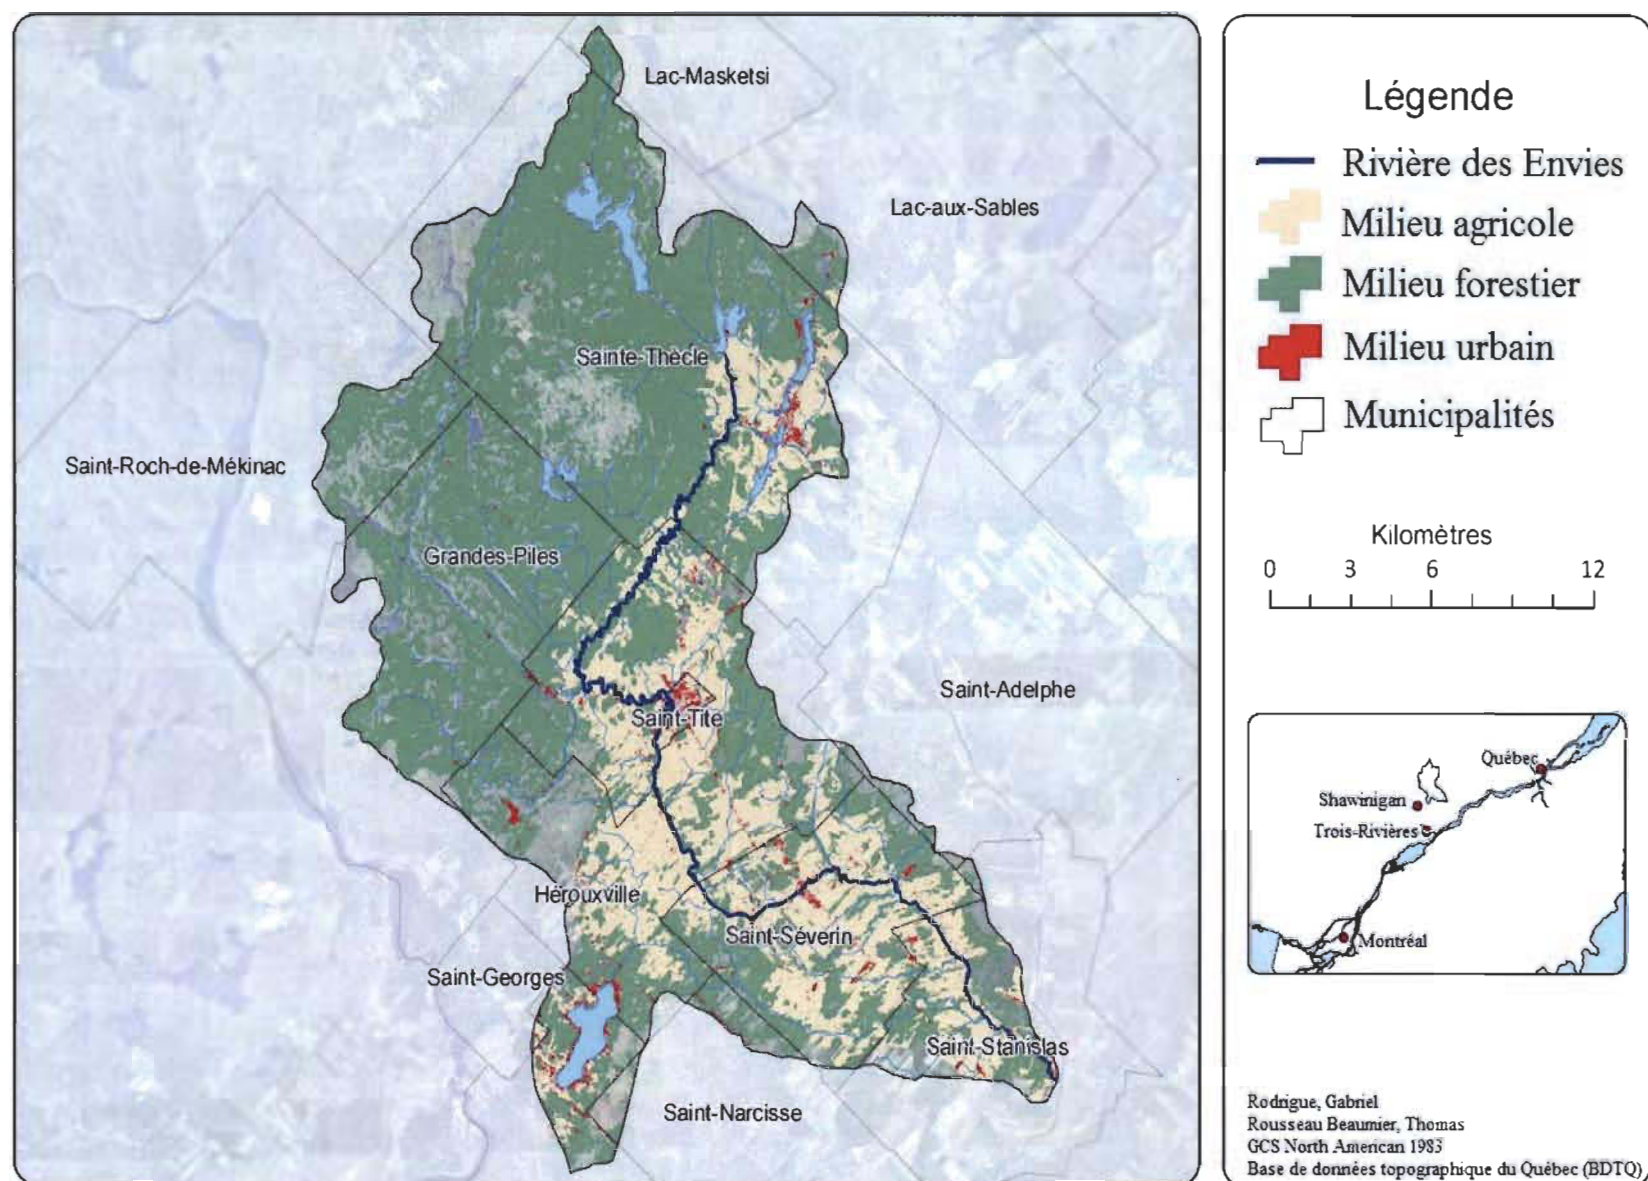 Lac-Masketsi
Lac-aux-Sables
Sainte-Thècle
Saint-Roch-de-Mékinac
Grandes-Piles
Saint-Adelphe
Saint-Tite
Hérouxville
Saint-Séverin
Saint-Georges
Saint-Stanislas
Saint-Narcisse
Légende
Rivière des Envies
Milieu agricole
Milieu forestier
Milieu urbain
Municipalités
Kilomètres
0 3 6 12
Québec
Shawinigan
Trois-Rivières
Montréal
Rodrigue, Gabriel
Rousseau Beaumier, Thomas
GCS North American 1983
Base de données topographique du Québec (BDTQ)